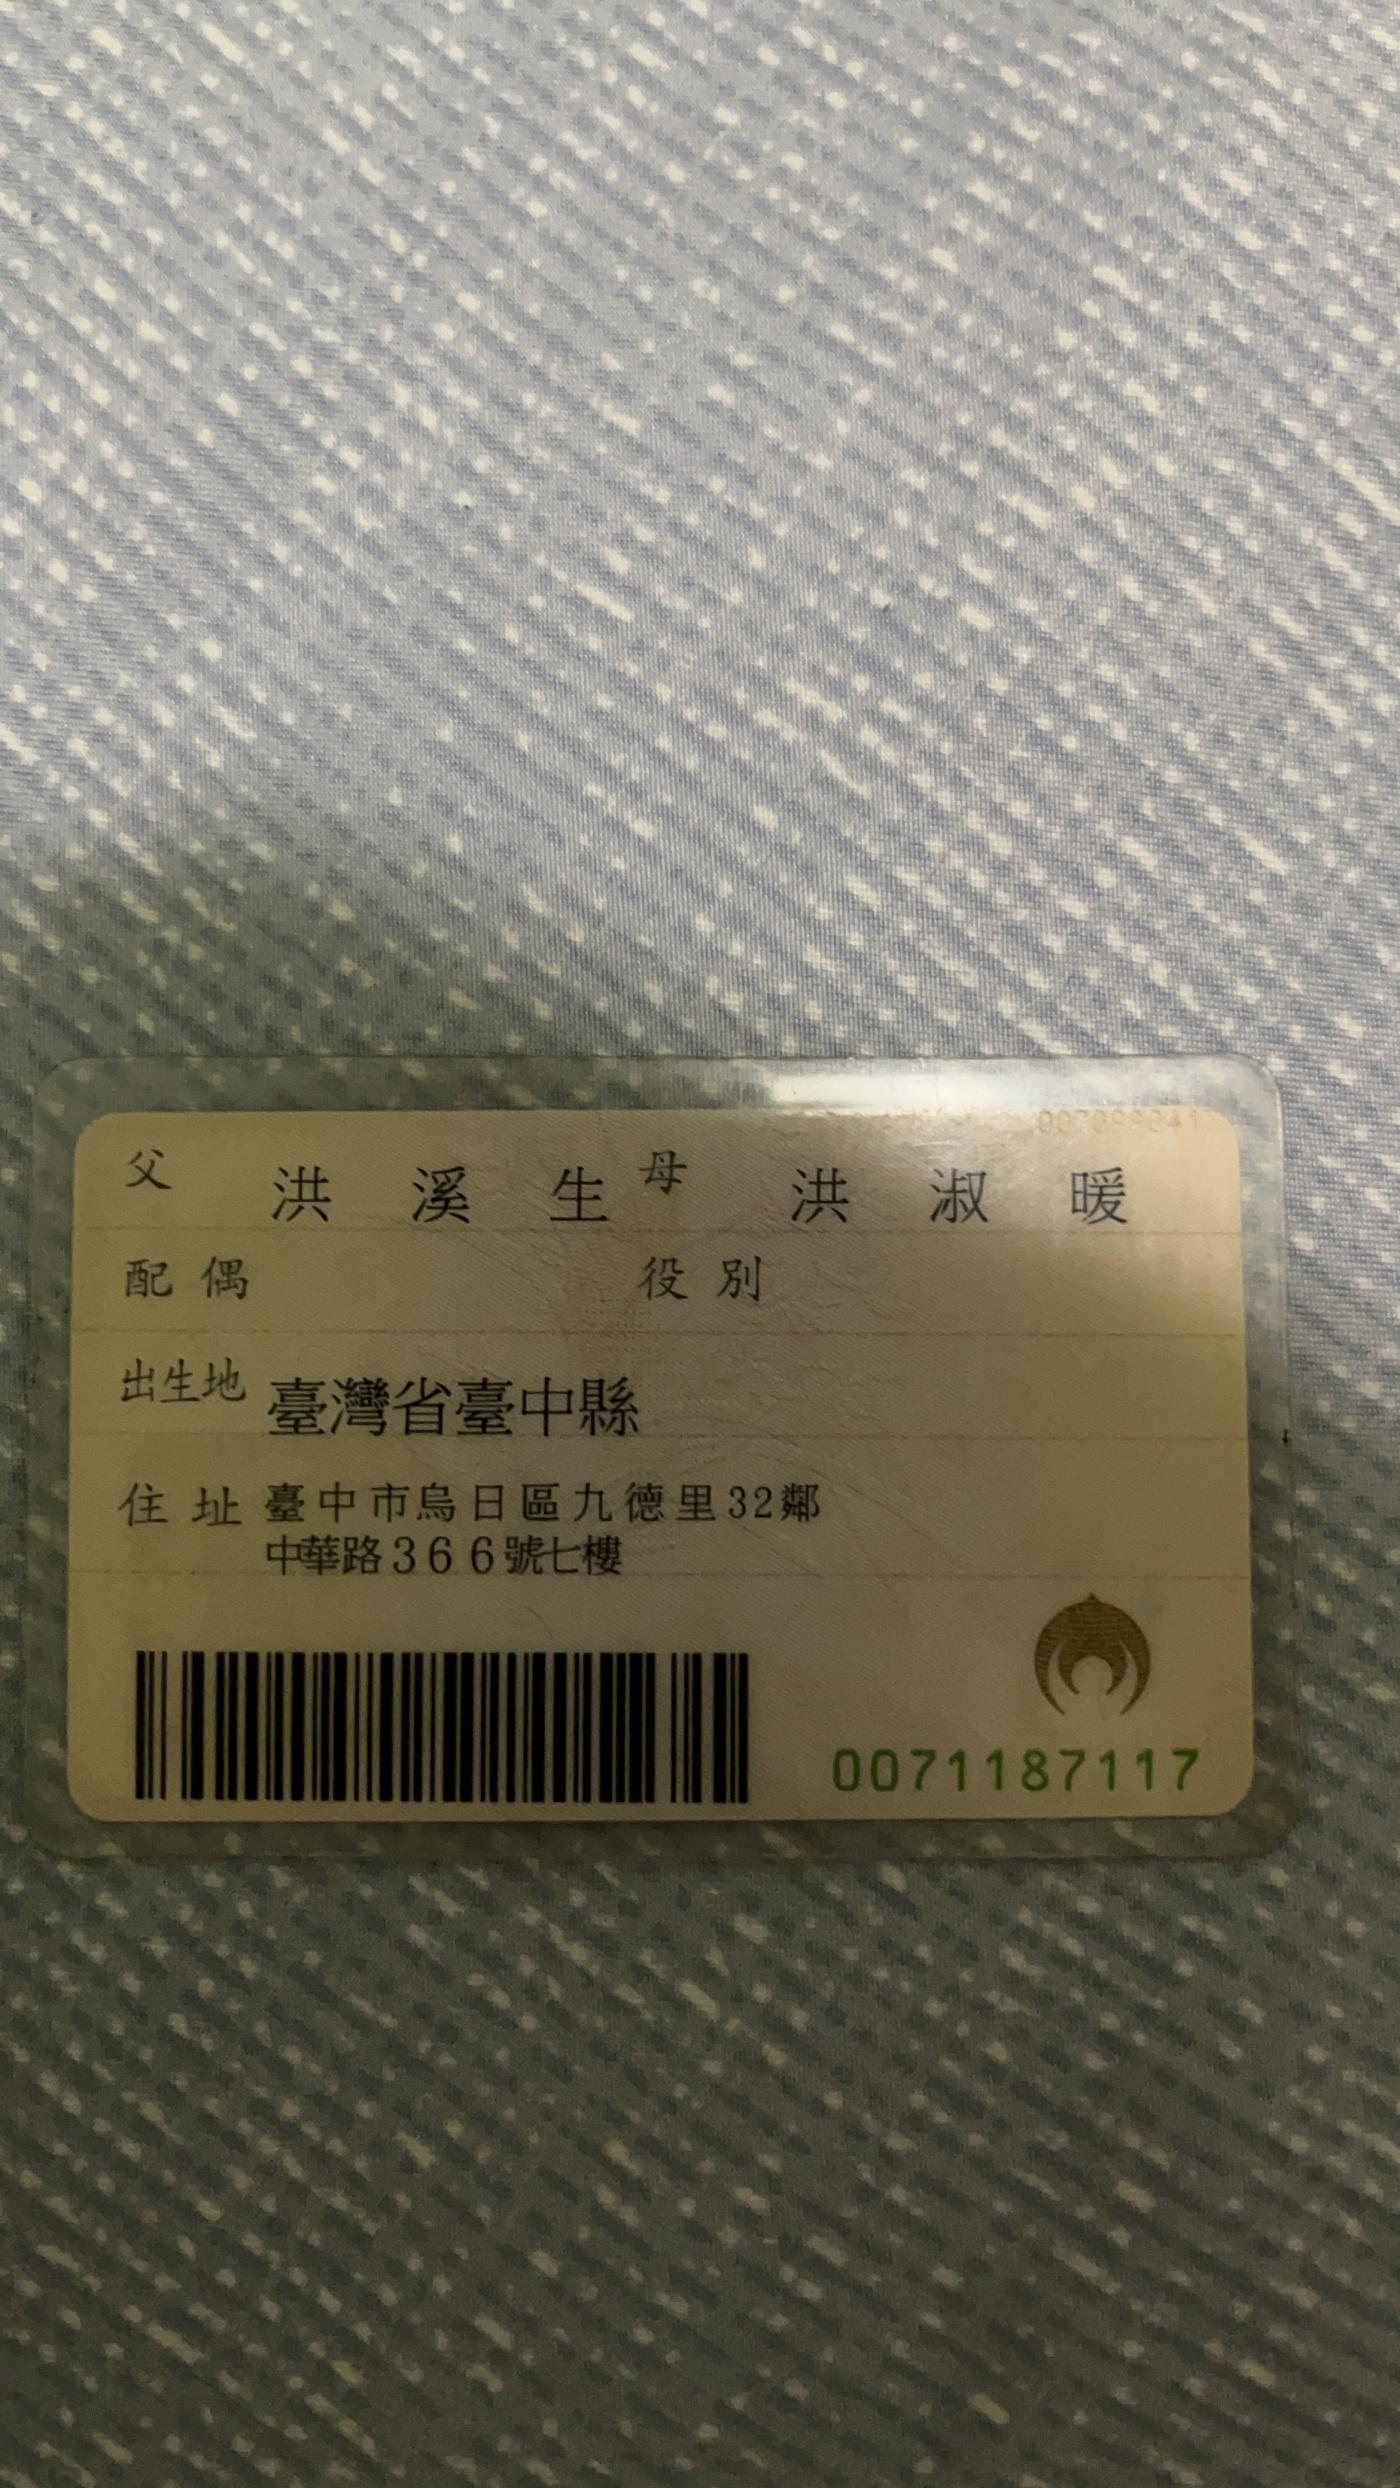 父 洪溪生 母 洪淑暖
配偶 役別
出生地 臺灣省臺中縣
住址 臺中市烏日區九德里32鄰
中華路366號七樓
0071187117